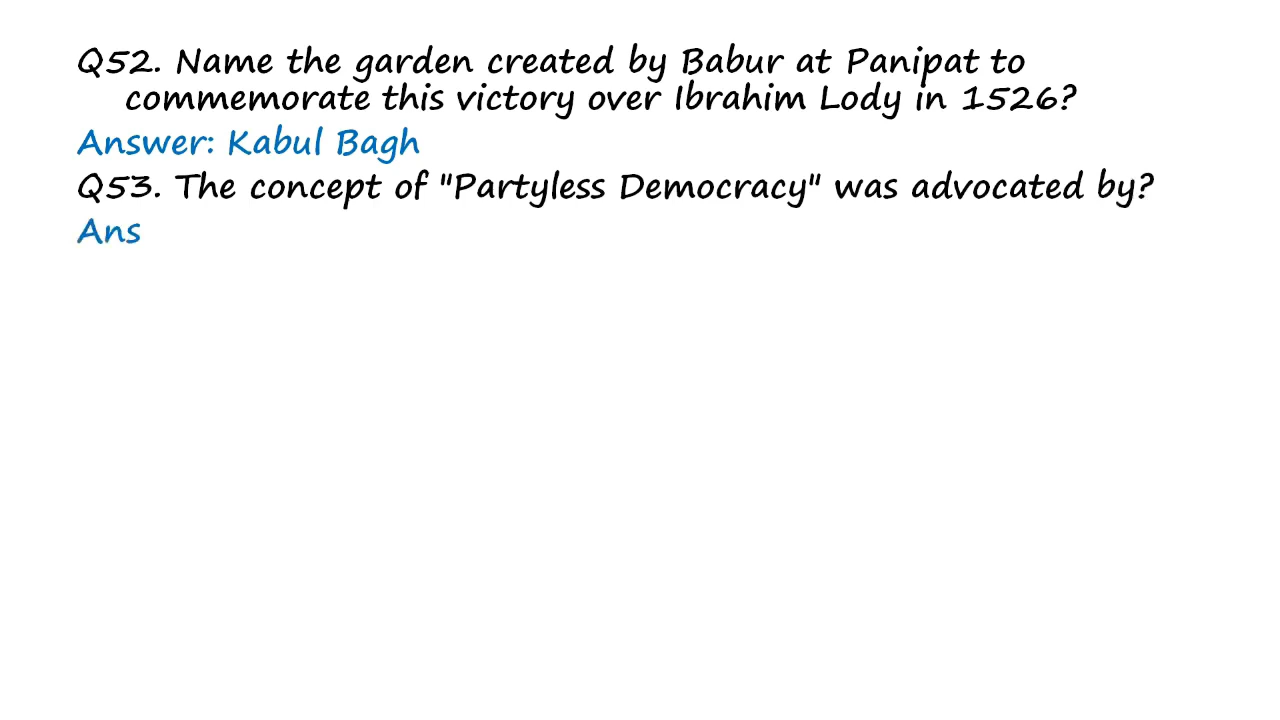 Q52. Name the garden created by Babur at Panipat to
commemorate this victory over Ibrahim Lody in 1526?
Answer: Kabul Bagh
Q53. The concept of "Partyless Democracy" was advocated by?
Ans